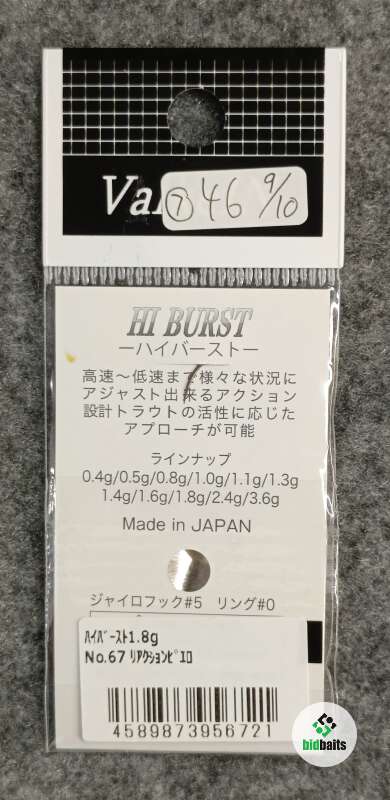 Va
⑦46 9/10
HI BURST
―ハイバースト―
高速〜低速まで様々な状況に
アジャスト出来るアクション
設計トラウトの活性に応じた
アプローチが可能
ラインナップ
0.4g/0.5g/0.8g/1.0g/1.1g/1.3g
1.4g/1.6g/1.8g/2.4g/3.6g
Made in JAPAN
ジャイロフック#5 リング#0
ﾊｲﾊﾞｰｽﾄ1.8g
No.67 ﾘｱｸｼｮﾝﾋﾟｴﾛ
4589873956721
bidbaits